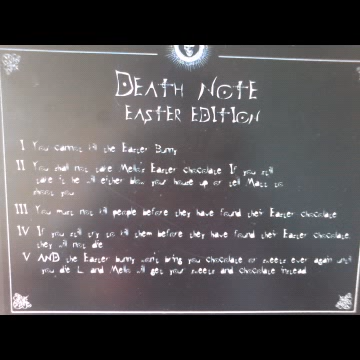 DEATH NOTE
EASTER EDITION
I You cannot kill the Easter Bunny
II You shall not take Mello's Easter chocolate. If you still
take it he will either blow your house up or tell Matt to
shoot you
III You must not kill people before they have found their Easter chocolate
IV If you still try to kill them before they have found their Easter chocolate,
they will not die
V AND the Easter bunny won't bring you chocolate or sweets ever again until
you die L and Mello will get your sweets and chocolate instead